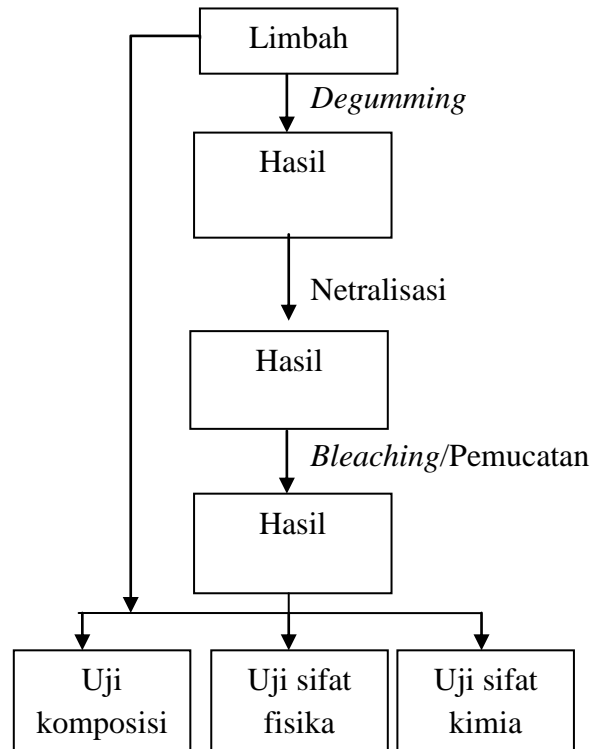 Limbah
Degumming
Hasil
Netralisasi
Hasil
Bleaching/Pemucatan
Hasil
Uji
komposisi
Uji sifat
fisika
Uji sifat
kimia